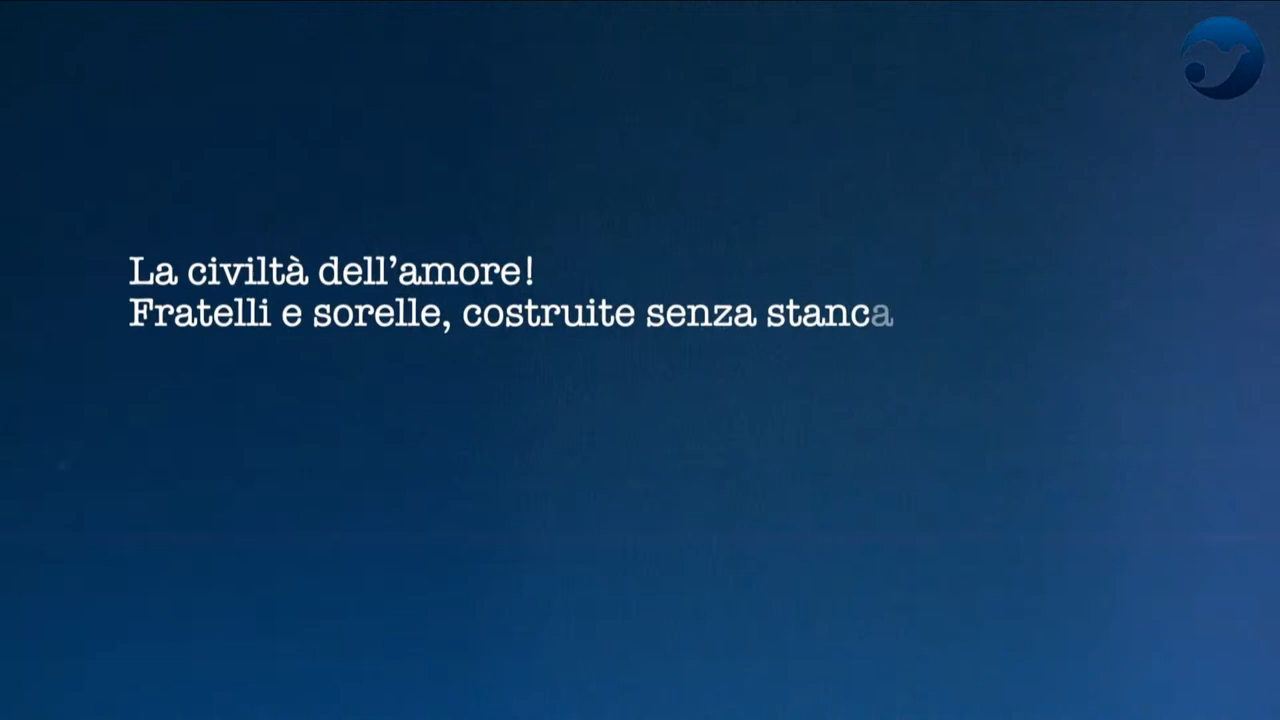 La civiltà dell’amore!
Fratelli e sorelle, costruite senza stanca